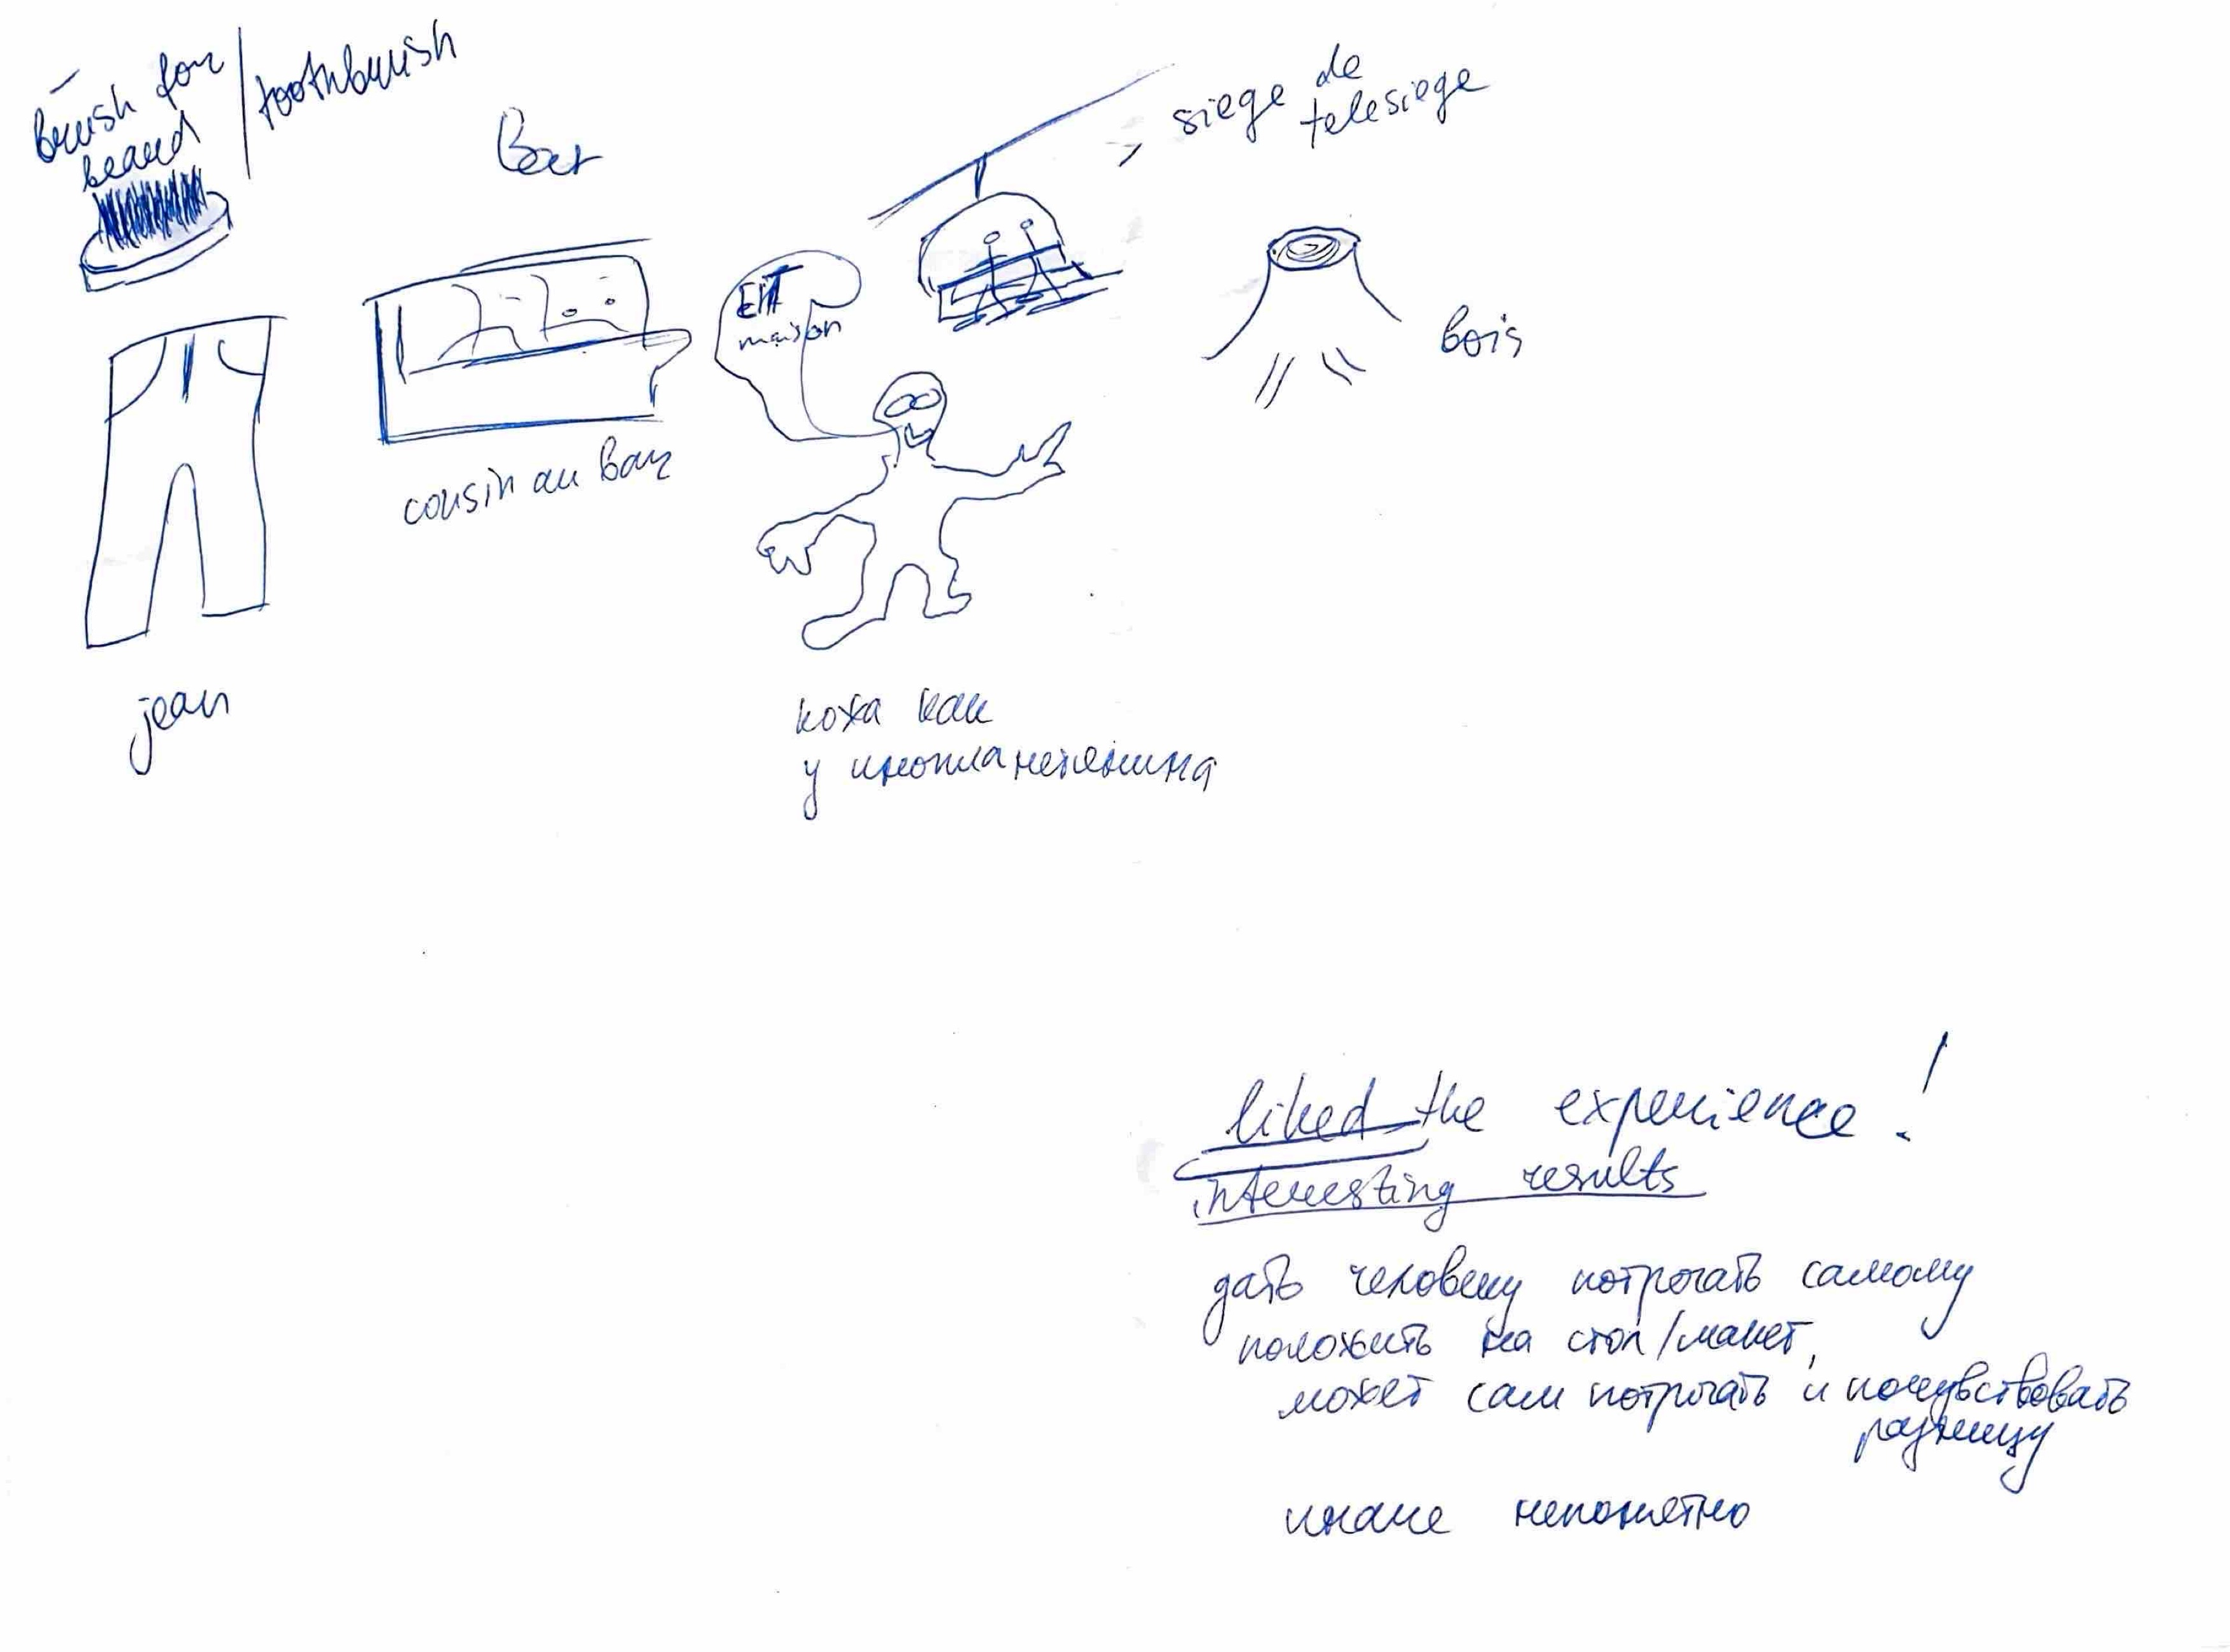 brush for
beard / toothbrush
Bar
siege de
telesiege
maison
bois
cousin au bar
jean
кожа как
у инопланетянина
liked the experience!
interesting results
дать человеку потрогать самому
положить на стол/макет,
может сам потрогать и почувствовать
разницу
иначе непонятно